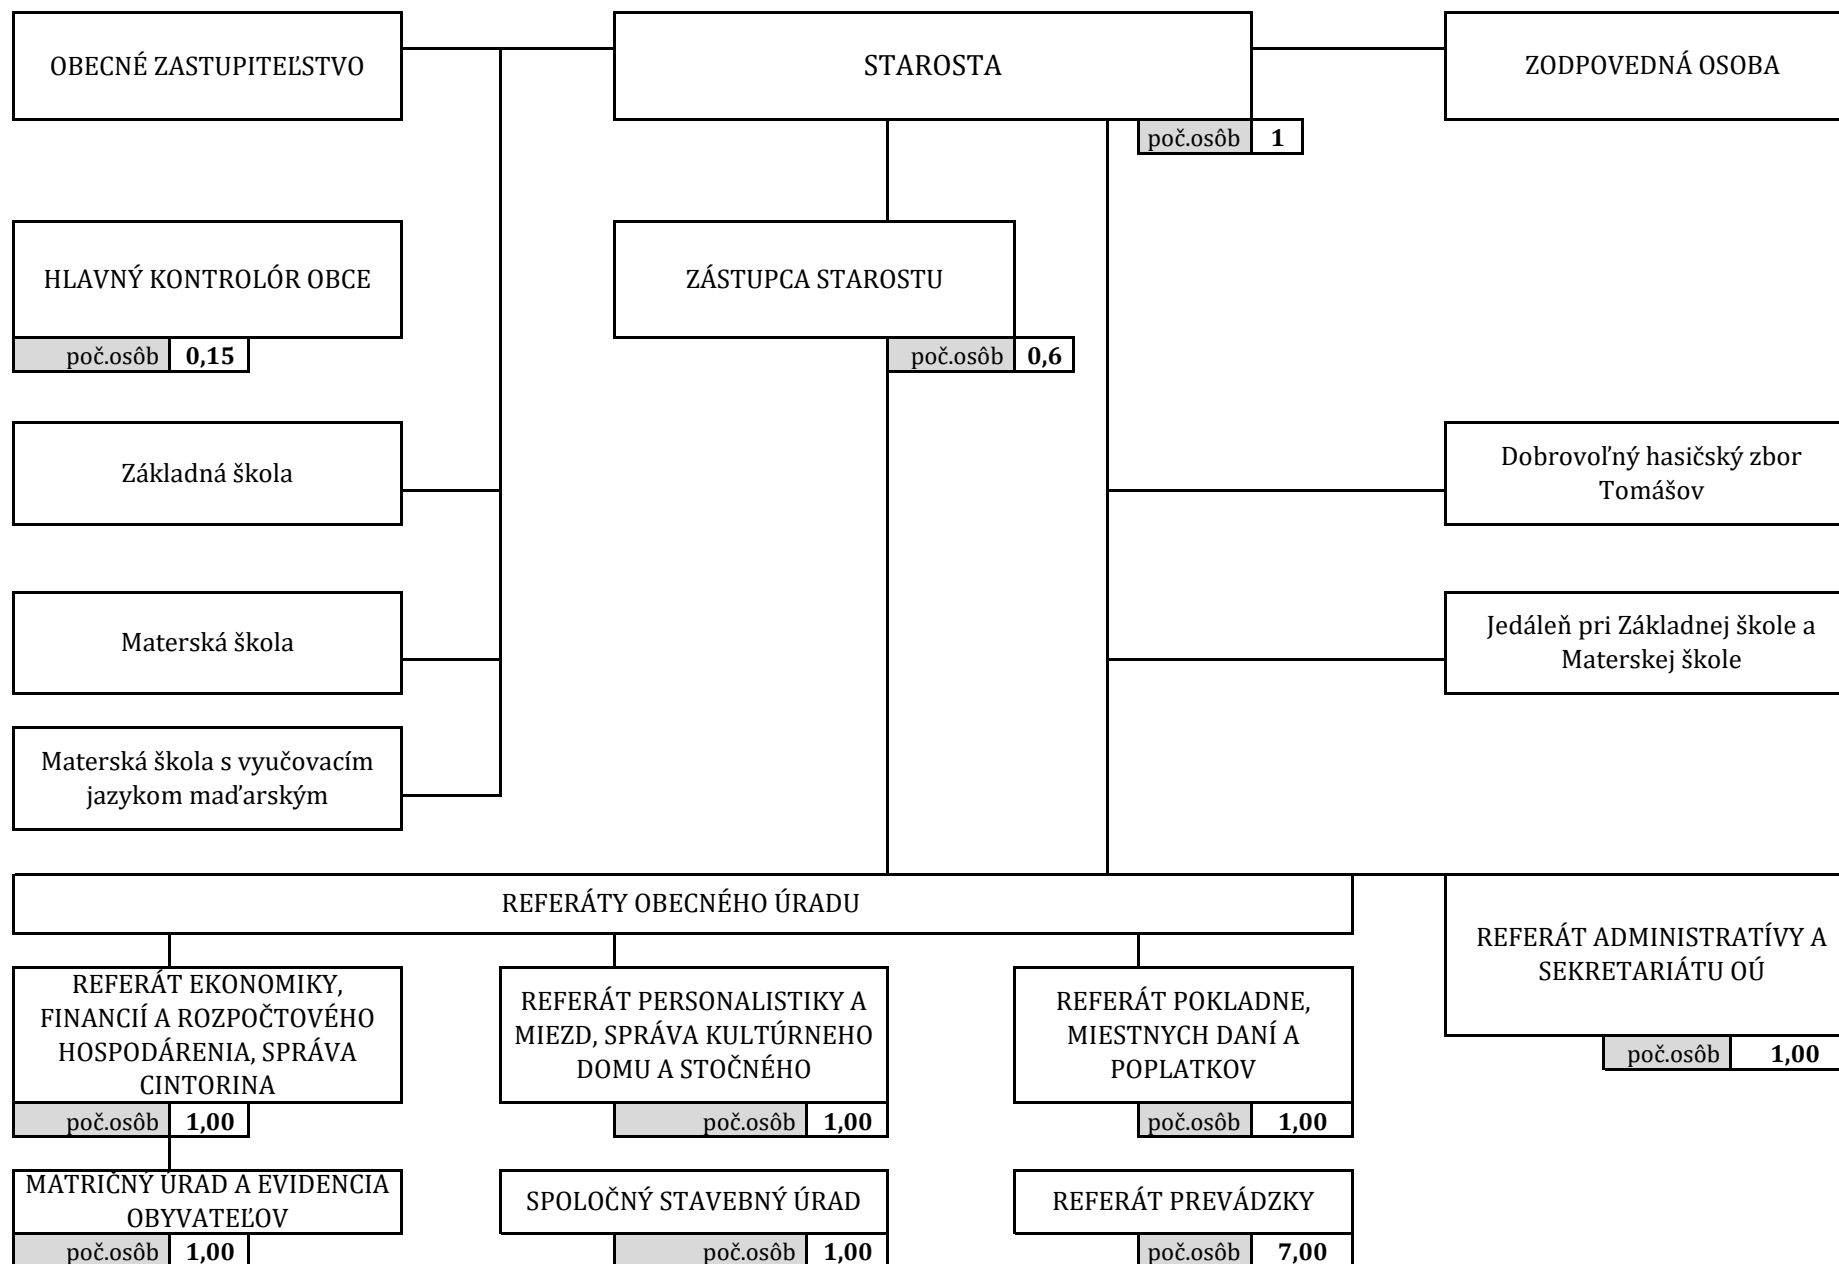 OBECNÉ ZASTUPITEĽSTVO
STAROSTA
ZODPOVEDNÁ OSOBA
poč.osôb 1
HLAVNÝ KONTROLÓR OBCE
ZÁSTUPCA STAROSTU
poč.osôb 0,15
poč.osôb 0,6
Základná škola
Dobrovoľný hasičský zbor
Tomášov
Materská škola
Jedáleň pri Základnej škole a
Materskej škole
Materská škola s vyučovacím
jazykom maďarským
REFERÁTY OBECNÉHO ÚRADU
REFERÁT ADMINISTRATÍVY A
SEKRETARIÁTU OÚ
poč.osôb 1,00
REFERÁT EKONOMIKY,
FINANCIÍ A ROZPOČTOVÉHO
HOSPODÁRENIA, SPRÁVA
CINTORINA
poč.osôb 1,00
REFERÁT PERSONALISTIKY A
MIEZD, SPRÁVA KULTÚRNEHO
DOMU A STOČNÉHO
poč.osôb 1,00
REFERÁT POKLADNE,
MIESTNYCH DANÍ A
POPLATKOV
poč.osôb 1,00
MATRIČNÝ ÚRAD A EVIDENCIA
OBYVATEĽOV
poč.osôb 1,00
SPOLOČNÝ STAVEBNÝ ÚRAD
poč.osôb 1,00
REFERÁT PREVÁDZKY
poč.osôb 7,00